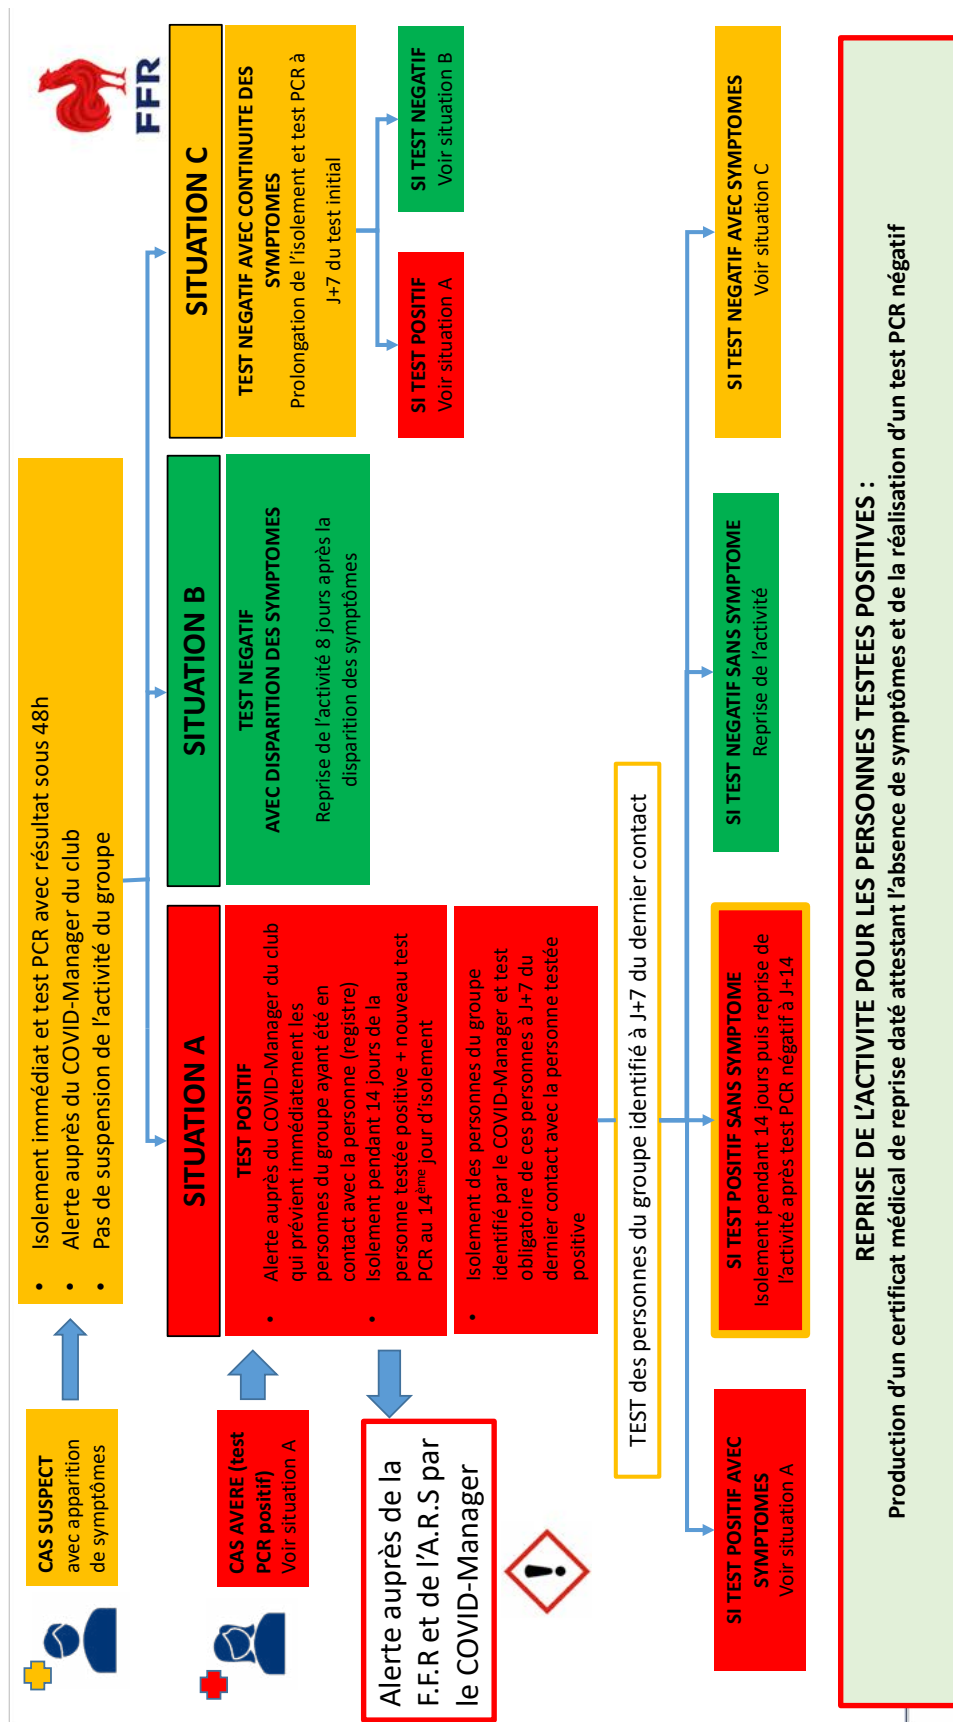 FFR
CAS SUSPECT
avec apparition
de symptômes
• Isolement immédiat et test PCR avec résultat sous 48h
• Alerte auprès du COVID-Manager du club
• Pas de suspension de l'activité du groupe
CAS AVERE (test
PCR positif)
Voir situation A
SITUATION A
TEST POSITIF
• Alerte auprès du COVID-Manager du club
qui prévient immédiatement les
personnes du groupe ayant été en
contact avec la personne (registre)
• Isolement pendant 14 jours de la
personne testée positive + nouveau test
PCR au 14ème jour d'isolement
• Isolement des personnes du groupe
identifié par le COVID-Manager et test
obligatoire de ces personnes à J+7 du
dernier contact avec la personne testée
positive
SITUATION B
TEST NEGATIF
AVEC DISPARITION DES SYMPTOMES
Reprise de l'activité 8 jours après la
disparition des symptômes
SITUATION C
TEST NEGATIF AVEC CONTINUITE DES
SYMPTOMES
Prolongation de l'isolement et test PCR à
J+7 du test initial
SI TEST POSITIF
Voir situation A
SI TEST NEGATIF
Voir situation B
Alerte auprès de la
F.F.R et de l'A.R.S par
le COVID-Manager
TEST des personnes du groupe identifié à J+7 du dernier contact
SI TEST POSITIF AVEC
SYMPTOMES
Voir situation A
SI TEST POSITIF SANS SYMPTOME
Isolement pendant 14 jours puis reprise de
l'activité après test PCR négatif à J+14
SI TEST NEGATIF SANS SYMPTOME
Reprise de l'activité
SI TEST NEGATIF AVEC SYMPTOMES
Voir situation C
REPRISE DE L'ACTIVITE POUR LES PERSONNES TESTEES POSITIVES :
Production d'un certificat médical de reprise daté attestant l'absence de symptômes et de la réalisation d'un test PCR négatif